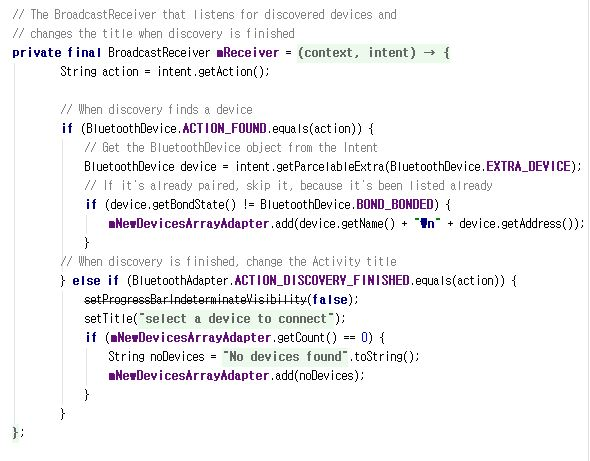 // The BroadcastReceiver that listens for discovered devices and
// changes the title when discovery is finished
private final BroadcastReceiver mReceiver = (context, intent) → {
String action = intent.getAction();
// When discovery finds a device
if (BluetoothDevice.ACTION_FOUND.equals(action)) {
// Get the BluetoothDevice object from the Intent
BluetoothDevice device = intent.getParcelableExtra(BluetoothDevice.EXTRA_DEVICE);
// If it's already paired, skip it, because it's been listed already
if (device.getBondState() != BluetoothDevice.BOND_BONDED) {
mNewDevicesArrayAdapter.add(device.getName() + "₩n" + device.getAddress());
}
// When discovery is finished, change the Activity title
} else if (BluetoothAdapter.ACTION_DISCOVERY_FINISHED.equals(action)) {
setProgressBarIndeterminateVisibility(false);
setTitle("select a device to connect");
if (mNewDevicesArrayAdapter.getCount() == 0) {
String noDevices = "No devices found".toString();
mNewDevicesArrayAdapter.add(noDevices);
}
}
};